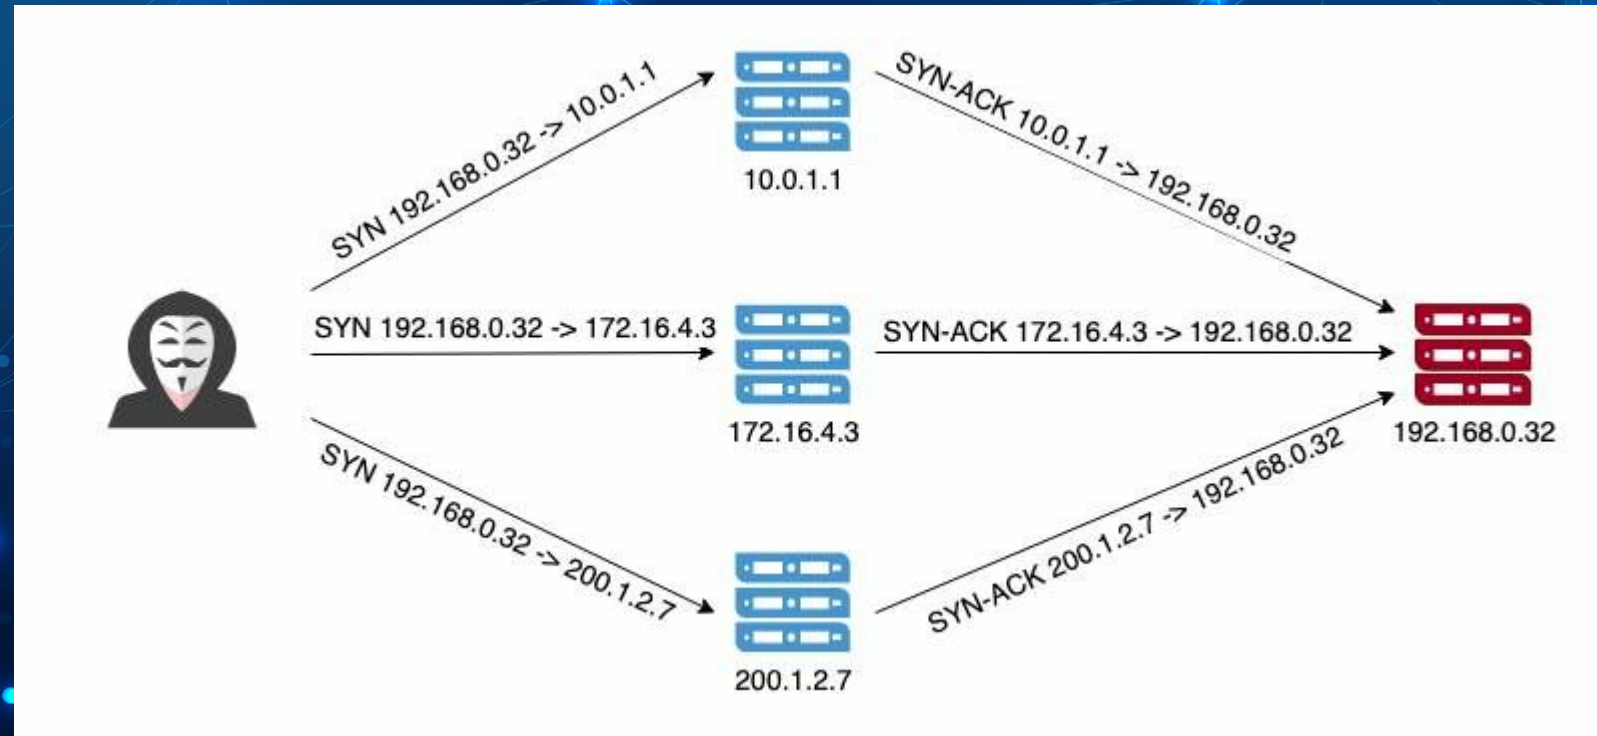 SYN 192.168.0.32 -> 10.0.1.1
SYN-ACK 10.0.1.1 -> 192.168.0.32
10.0.1.1
SYN 192.168.0.32 -> 172.16.4.3
SYN-ACK 172.16.4.3 -> 192.168.0.32
172.16.4.3
192.168.0.32
SYN 192.168.0.32 -> 200.1.2.7
SYN-ACK 200.1.2.7 -> 192.168.0.32
200.1.2.7